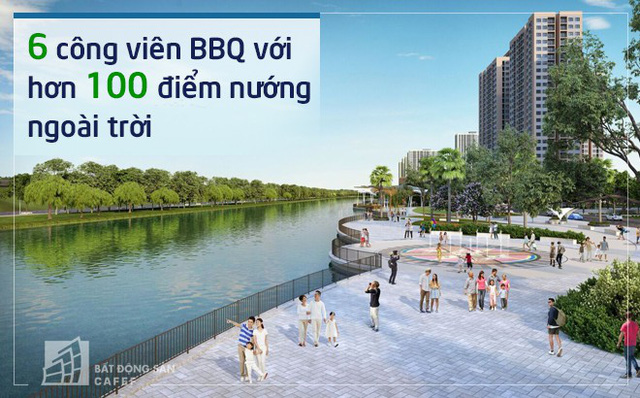 6 công viên BBQ với
hơn 100 điểm nướng
ngoài trời
BẤT ĐỘNG SẢN
CAFEF